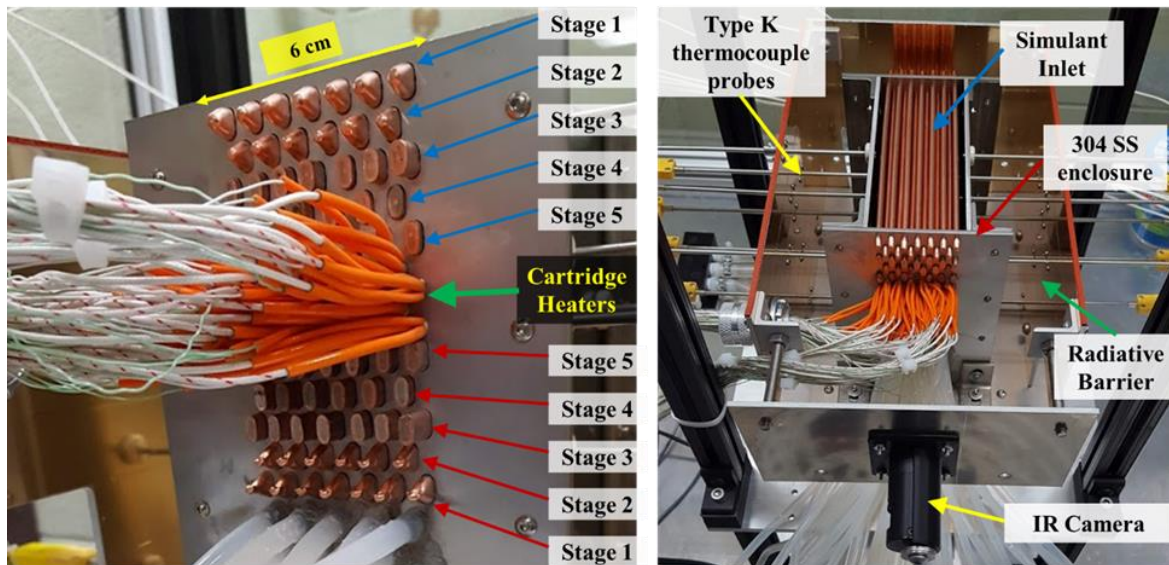 6 cm
Stage 1
Stage 2
Stage 3
Stage 4
Stage 5
Cartridge
Heaters
Stage 5
Stage 4
Stage 3
Stage 2
Stage 1
Type K
thermocouple
probes
Simulant
Inlet
304 SS
enclosure
Radiative
Barrier
IR Camera